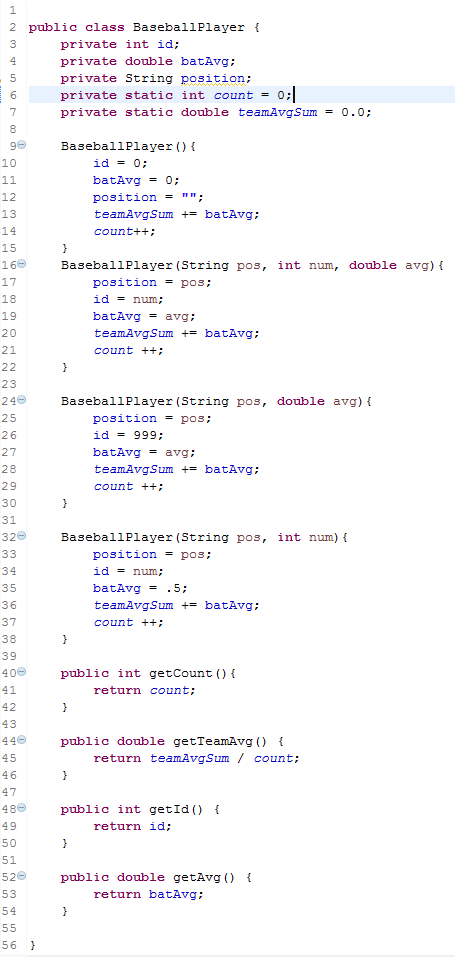 1
2 public class BaseballPlayer {
3     private int id;
4     private double batAvg;
5     private String position;
6     private static int count = 0;
7     private static double teamAvgSum = 0.0;
8
9     BaseballPlayer(){
10         id = 0;
11         batAvg = 0;
12         position = "";
13         teamAvgSum += batAvg;
14         count++;
15     }
16     BaseballPlayer(String pos, int num, double avg){
17         position = pos;
18         id = num;
19         batAvg = avg;
20         teamAvgSum += batAvg;
21         count ++;
22     }
23
24     BaseballPlayer(String pos, double avg){
25         position = pos;
26         id = 999;
27         batAvg = avg;
28         teamAvgSum += batAvg;
29         count ++;
30     }
31
32     BaseballPlayer(String pos, int num){
33         position = pos;
34         id = num;
35         batAvg = .5;
36         teamAvgSum += batAvg;
37         count ++;
38     }
39
40     public int getCount(){
41         return count;
42     }
43
44     public double getTeamAvg() {
45         return teamAvgSum / count;
46     }
47
48     public int getId() {
49         return id;
50     }
51
52     public double getAvg() {
53         return batAvg;
54     }
55
56 }